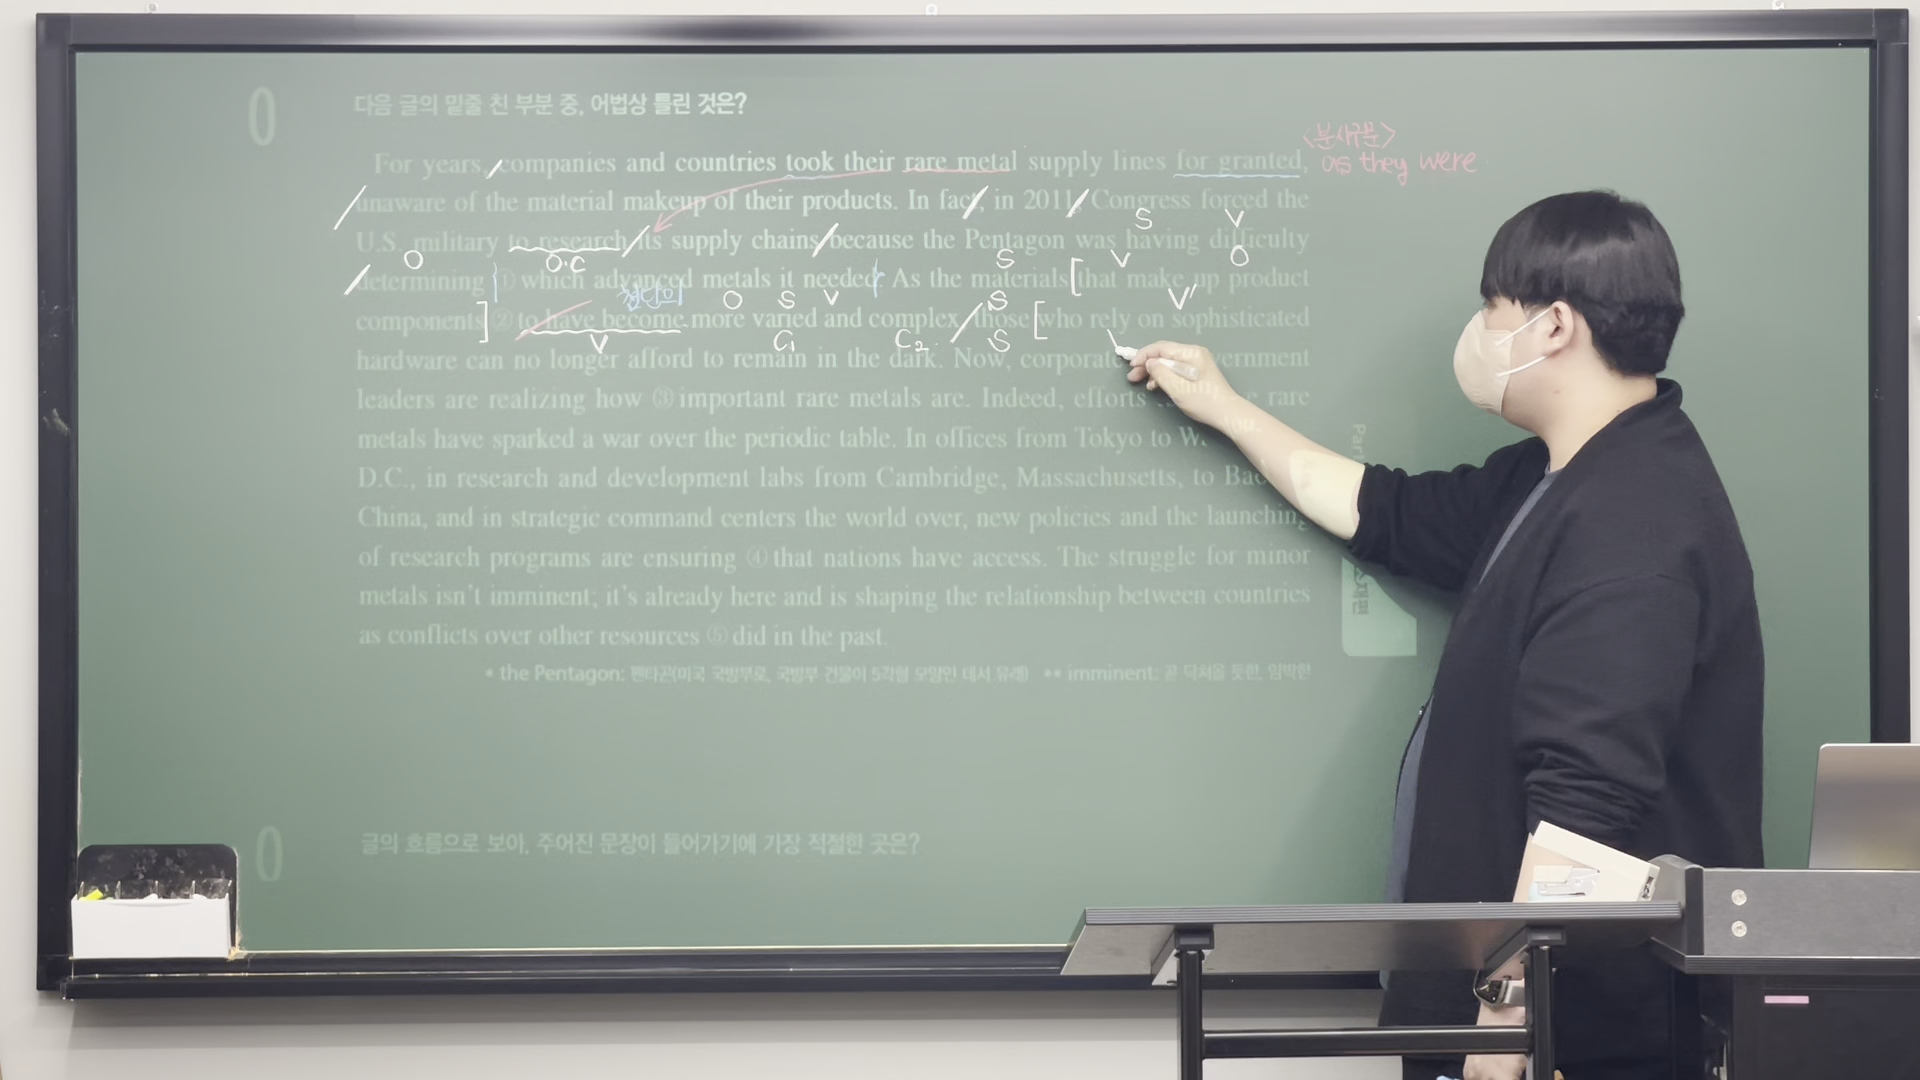 0 다음 글의 밑줄 친 부분 중, 어법상 틀린 것은?
<분사구문>
For years, companies and countries took their rare metal supply lines for granted, as they were
unaware of the material makeup of their products. In fact, in 2011, Congress forced the
S V
U.S. military to research its supply chains because the Pentagon was having difficulty
O O.C S V O
determining ① which advanced metals it needed. As the materials [that make up product
첨단의 O S V S V'
components] ② to have become more varied and complex, those [who rely on sophisticated
V C₁ C₂ S
hardware can no longer afford to remain in the dark. Now, corporate vernment
leaders are realizing how ③ important rare metals are. Indeed, efforts rare
metals have sparked a war over the periodic table. In offices from Tokyo to W
D.C., in research and development labs from Cambridge, Massachusetts, to Bao
China, and in strategic command centers the world over, new policies and the launching
of research programs are ensuring ④ that nations have access. The struggle for minor
metals isn't imminent; it's already here and is shaping the relationship between countries
as conflicts over other resources ⑤ did in the past.
* the Pentagon: 펜타곤(미국 국방부로, 국방부 건물이 5각형 모양인 데서 유래) ** imminent: 곧 닥쳐올 듯한, 임박한
0 글의 흐름으로 보아, 주어진 문장이 들어가기에 가장 적절한 곳은?